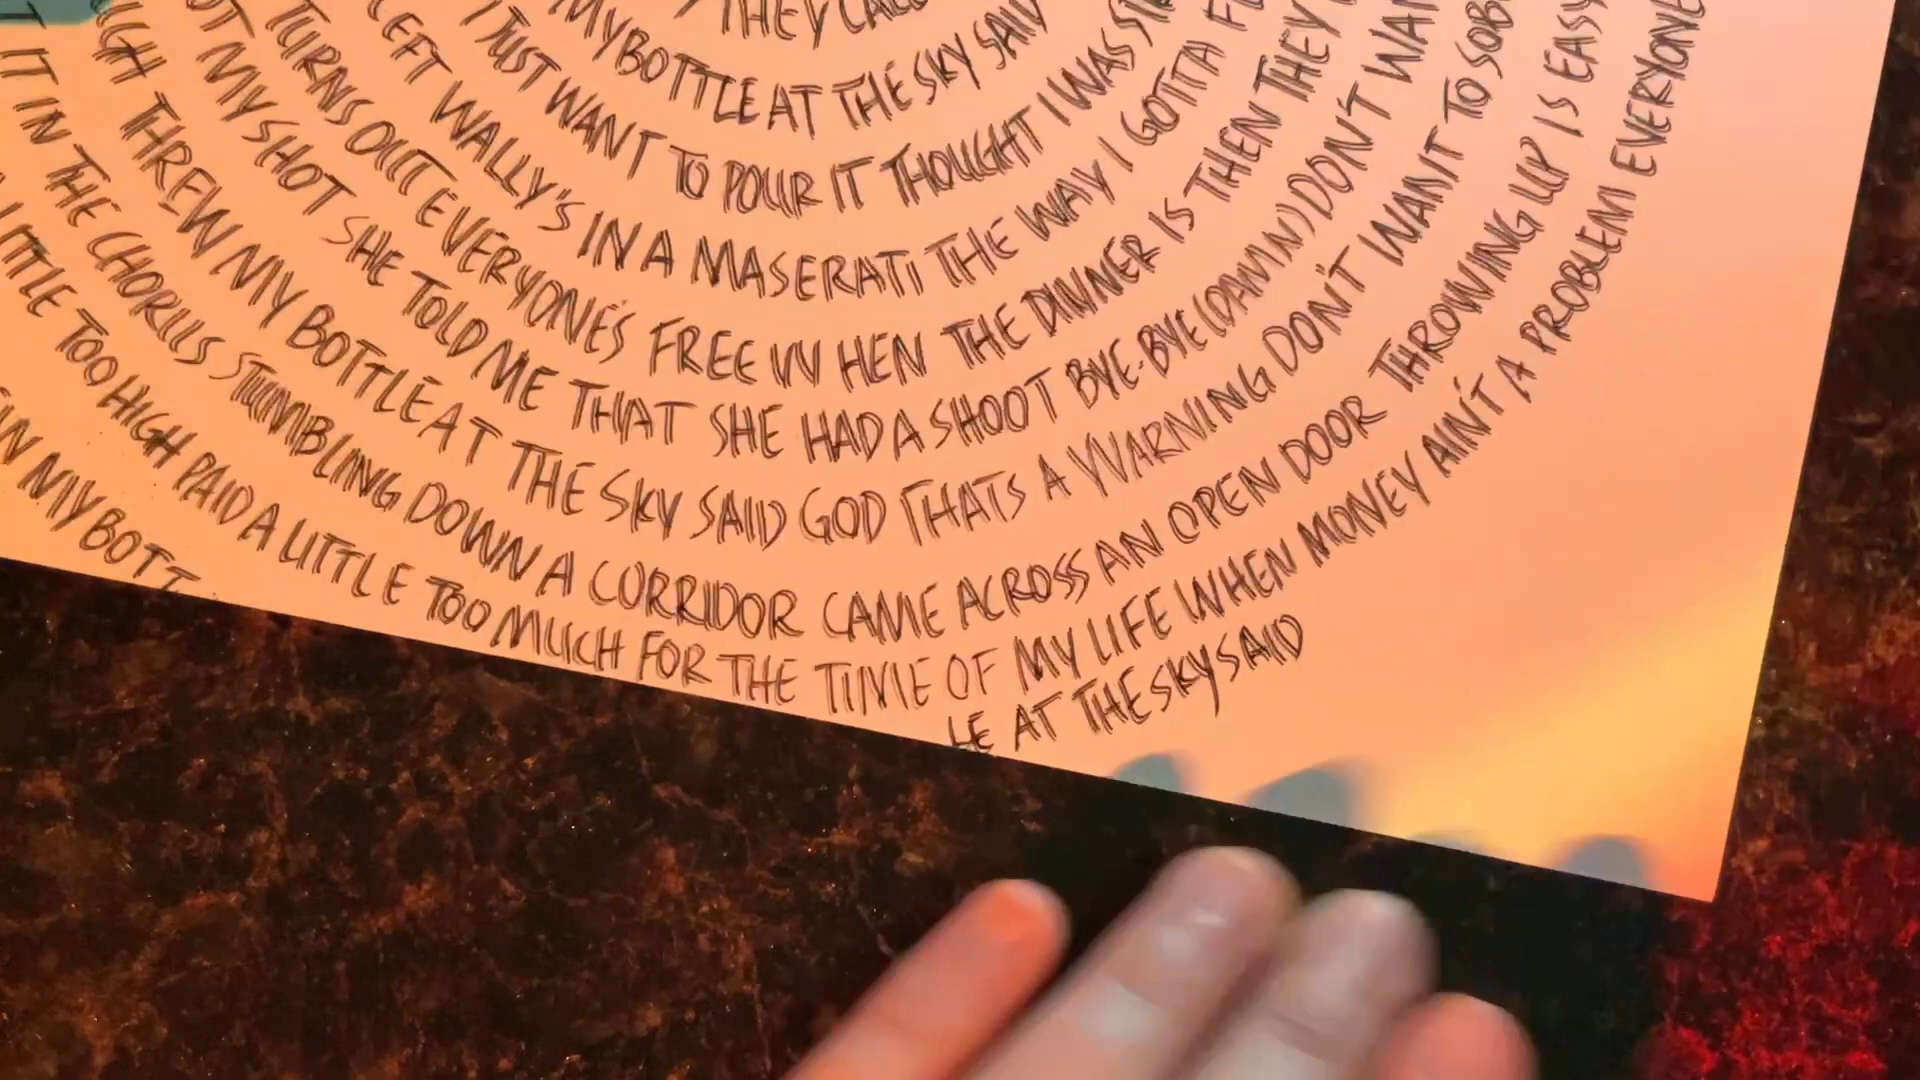 THEY CALL
MY BOTTLE AT THE SKY SAID
I JUST WANT TO POUR IT THOUGHT I WAS
LEFT WALLY'S IN A MASERATI THE WAY I GOTTA
TURNS OUT EVERYONE'S FREE WHEN THE DINNER IS THEN THEY
MY SHOT SHE TOLD ME THAT SHE HAD A SHOOT BYE-BYE (DAMN) DON'T
THREW MY BOTTLE AT THE SKY SAID GOD THATS A WARNING DON'T WANT TO
IT IN THE CHORUS STUMBLING DOWN A CORRIDOR CAME ACROSS AN OPEN DOOR THROWING UP IS EASY
LITTLE TOO HIGH PAID A LITTLE TOO MUCH FOR THE TIME OF MY LIFE WHEN MONEY AIN'T A PROBLEM EVERYONE
MY BOTT
LE AT THE SKY SAID